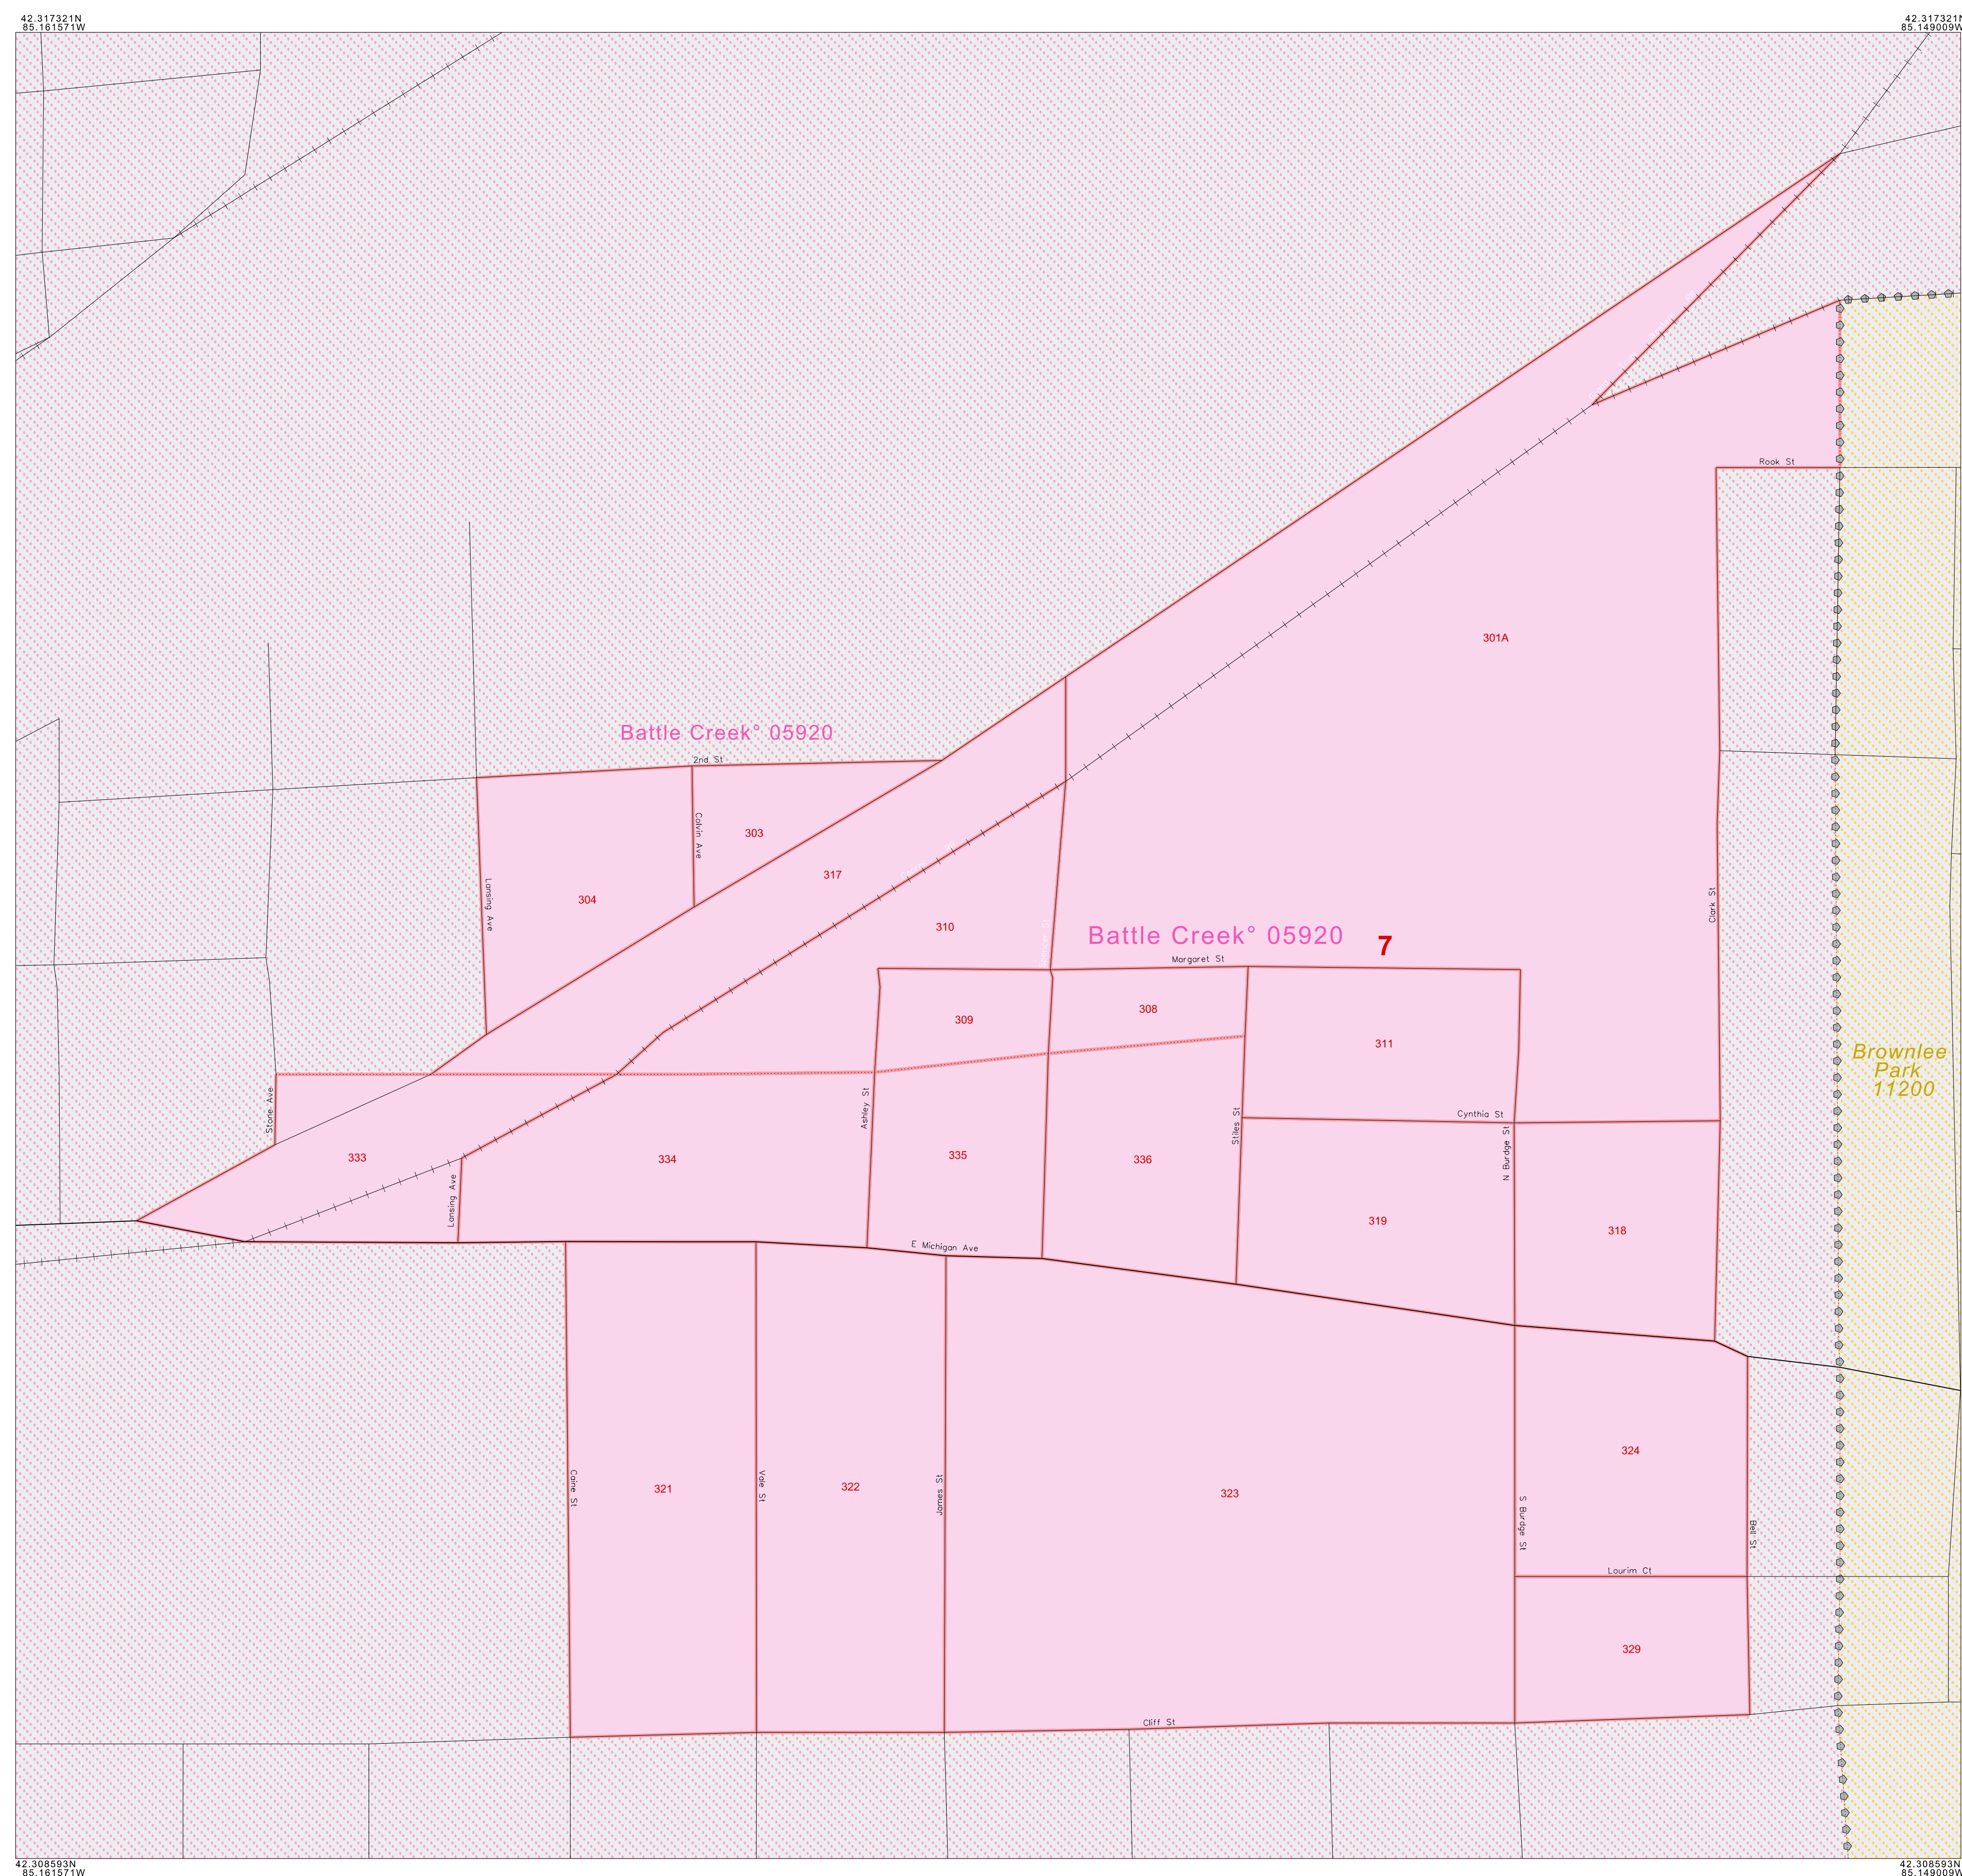 42.317321N
85.161571W
42.317321N
85.149009W
Rook St
301A
Battle Creek° 05920
2nd St
Calvin Ave
303
317
304
Lansing Ave
310
Spencer St
Battle Creek° 05920
7
Clark St
Margaret St
309
308
311
Brownlee
Park
11200
Stone Ave
Ashley St
Stiles St
Cynthia St
N Burdge St
333
Lansing Ave
334
335
336
319
318
E Michigan Ave
324
Caine St
321
Vale St
322
James St
323
S Burdge St
Bell St
Lourim Ct
329
Cliff St
42.308593N
85.161571W
42.308593N
85.149009W